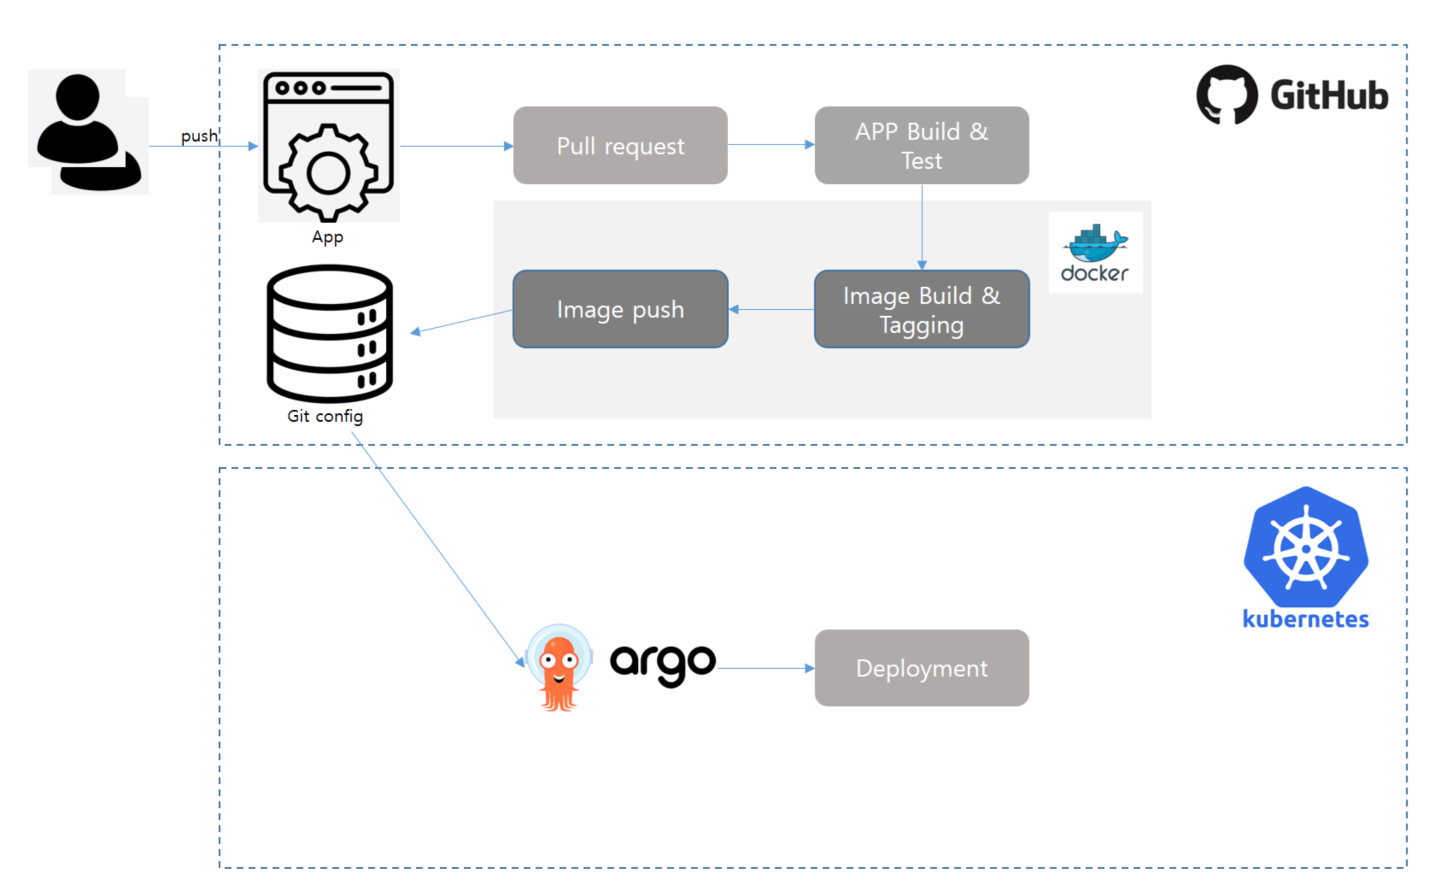 GitHub
push
Pull request
APP Build &
Test
App
docker
Image push
Image Build &
Tagging
Git config
kubernetes
argo
Deployment